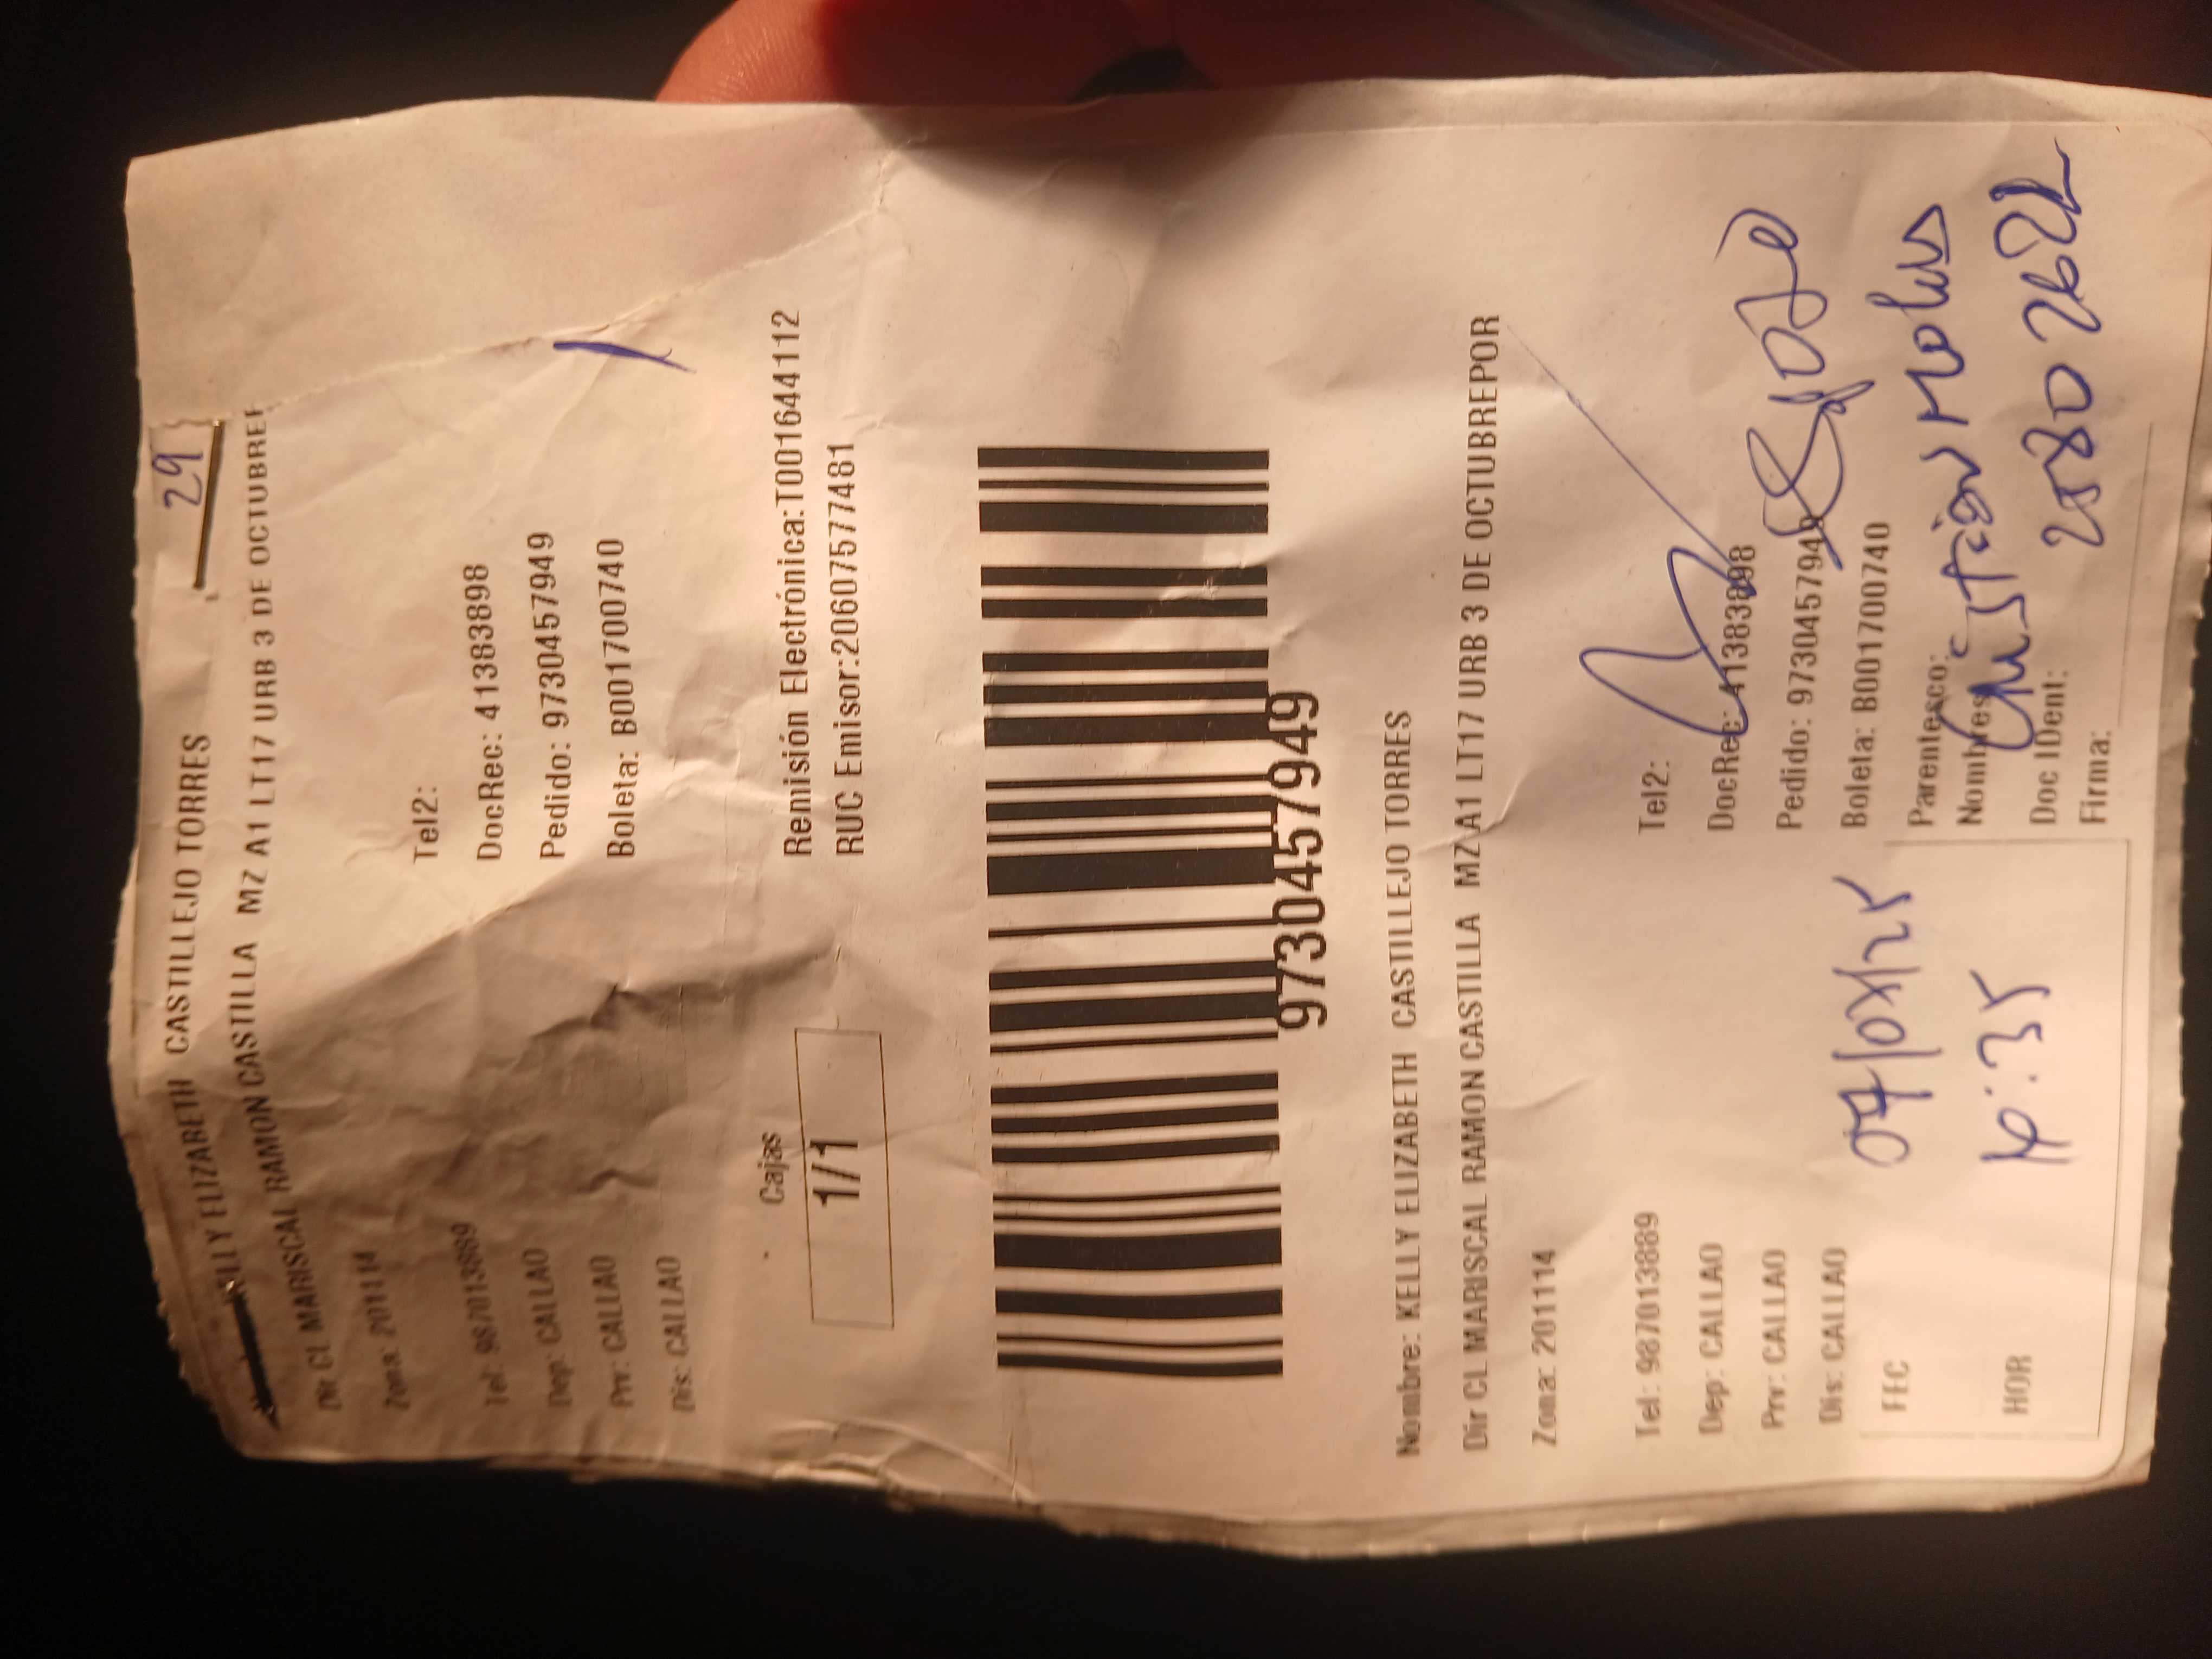 29
KELLY ELIZABETH CASTILLEJO TORRES
Dir CL MARISCAL RAMON CASTILLA MZ A1 LT17 URB 3 DE OCTUBREP
Zona: 201114
Tel: 987013889 Tel2:
Dep: CALLAO DocRec: 41383898
Prv: CALLAO Pedido: 9730457949
Dis: CALLAO Boleta: B001700740
Cajas
1/1
Remisión Electrónica:T001644112
RUC Emisor:20607577481
9730457949
Nombre: KELLY ELIZABETH CASTILLEJO TORRES
Dir CL MARISCAL RAMON CASTILLA MZ A1 LT17 URB 3 DE OCTUBREPOR
Zona: 201114
Tel: 987013889 Tel2:
Dep: CALLAO DocRec: 41383898
Prv: CALLAO Pedido: 9730457949
Dis: CALLAO Boleta: B001700740
FEC Parentesco:
Nombres:
HOR Doc IDent:
Firma: